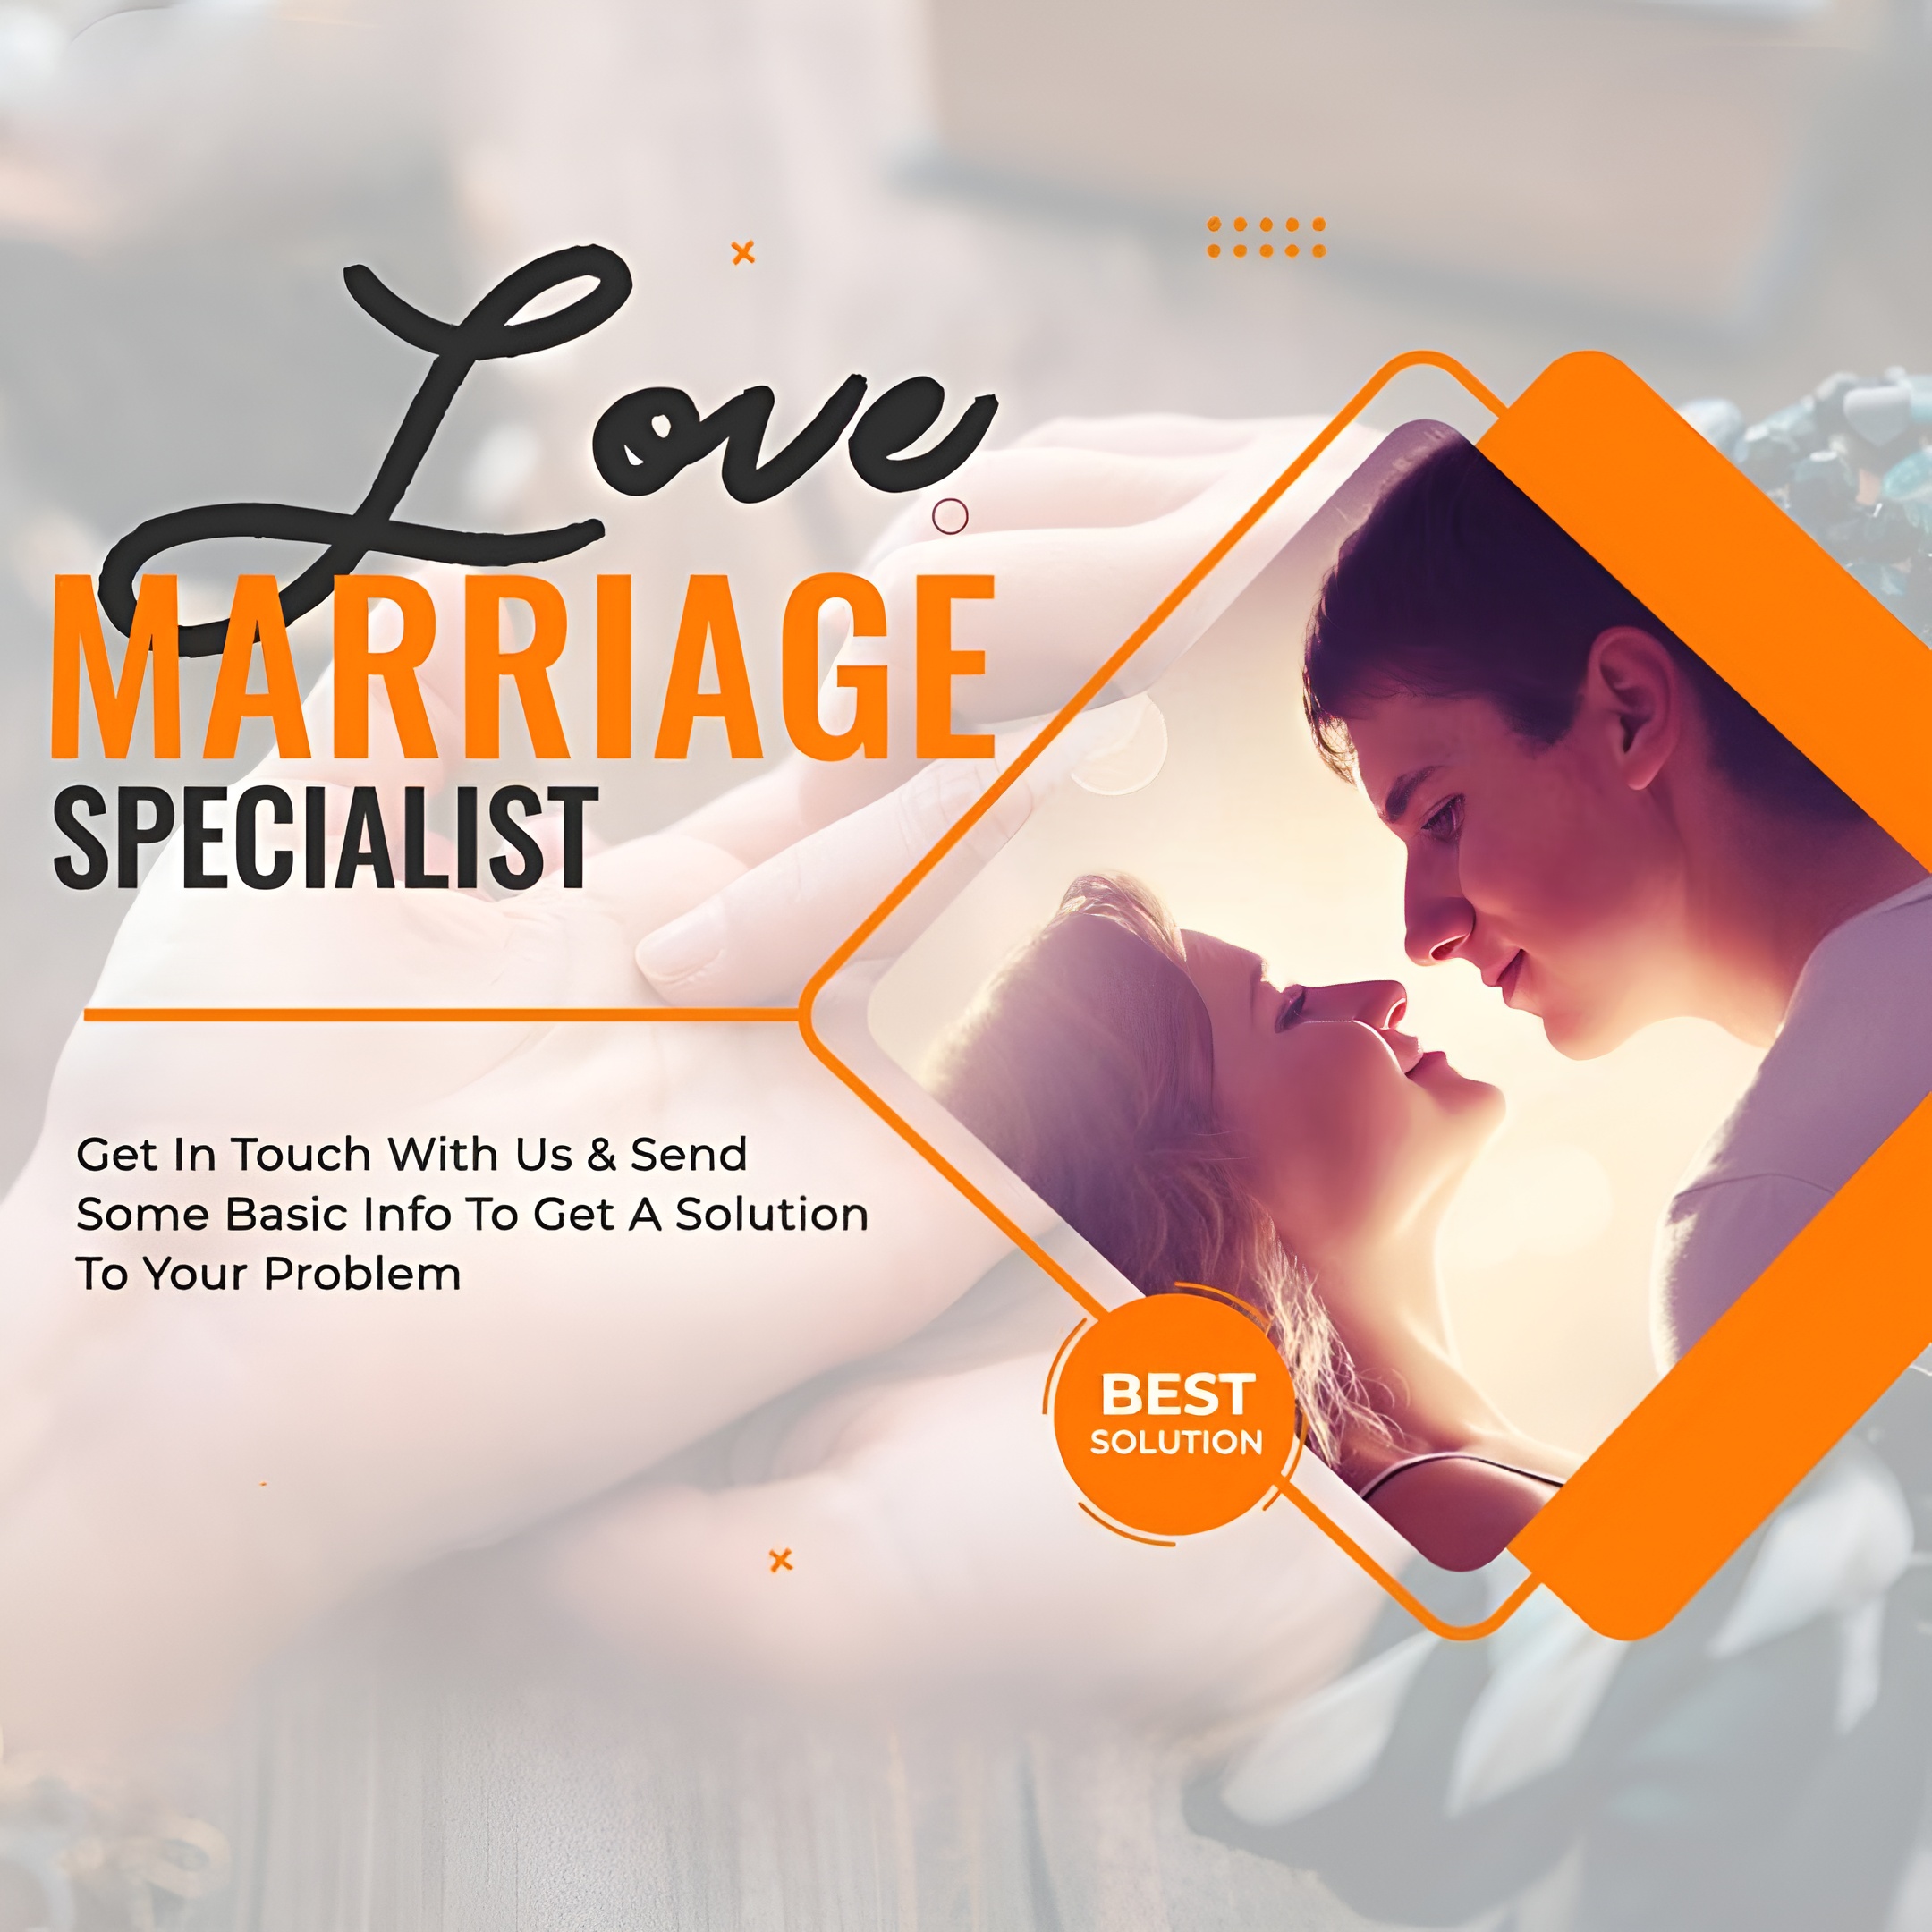 Love
MARRIAGE
SPECIALIST
Get In Touch With Us & Send
Some Basic Info To Get A Solution
To Your Problem
BEST
SOLUTION